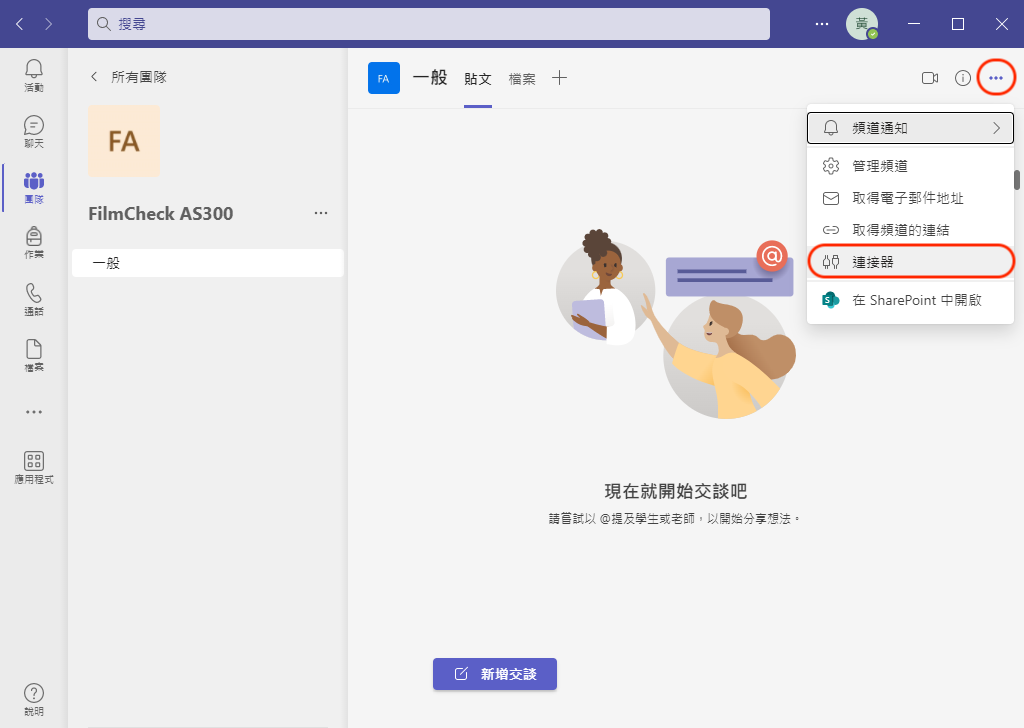 搜尋
黃
活動
聊天
團隊
作業
通話
檔案
應用程式
說明
所有團隊
FA
FilmCheck AS300
一般
FA
一般
貼文
檔案
頻道通知
管理頻道
取得電子郵件地址
取得頻道的連結
連接器
在 SharePoint 中開啟
@
現在就開始交談吧
請嘗試以 @提及學生或老師，以開始分享想法。
新增交談